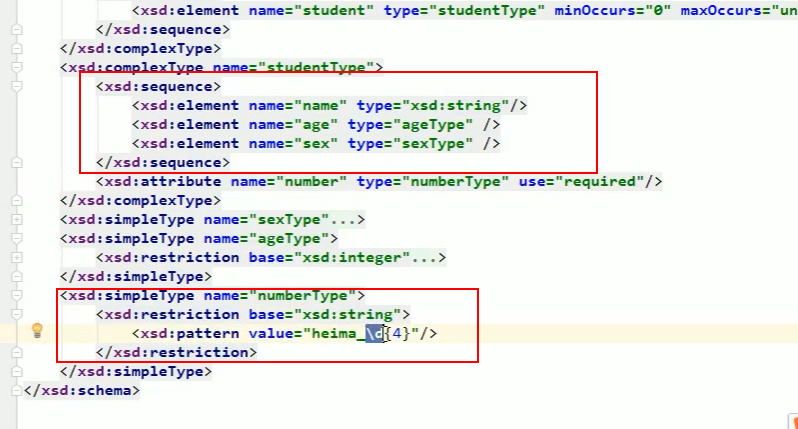 <xsd:element name="student" type="studentType" minOccurs="0" maxOccurs="un
</xsd:sequence>
</xsd:complexType>
<xsd:complexType name="studentType">
<xsd:sequence>
<xsd:element name="name" type="xsd:string"/>
<xsd:element name="age" type="ageType" />
<xsd:element name="sex" type="sexType" />
</xsd:sequence>
<xsd:attribute name="number" type="numberType" use="required"/>
</xsd:complexType>
<xsd:simpleType name="sexType"...>
<xsd:simpleType name="ageType">
<xsd:restriction base="xsd:integer"...>
</xsd:simpleType>
<xsd:simpleType name="numberType">
<xsd:restriction base="xsd:string">
<xsd:pattern value="heima_\d{4}"/>
</xsd:restriction>
</xsd:simpleType>
</xsd:schema>